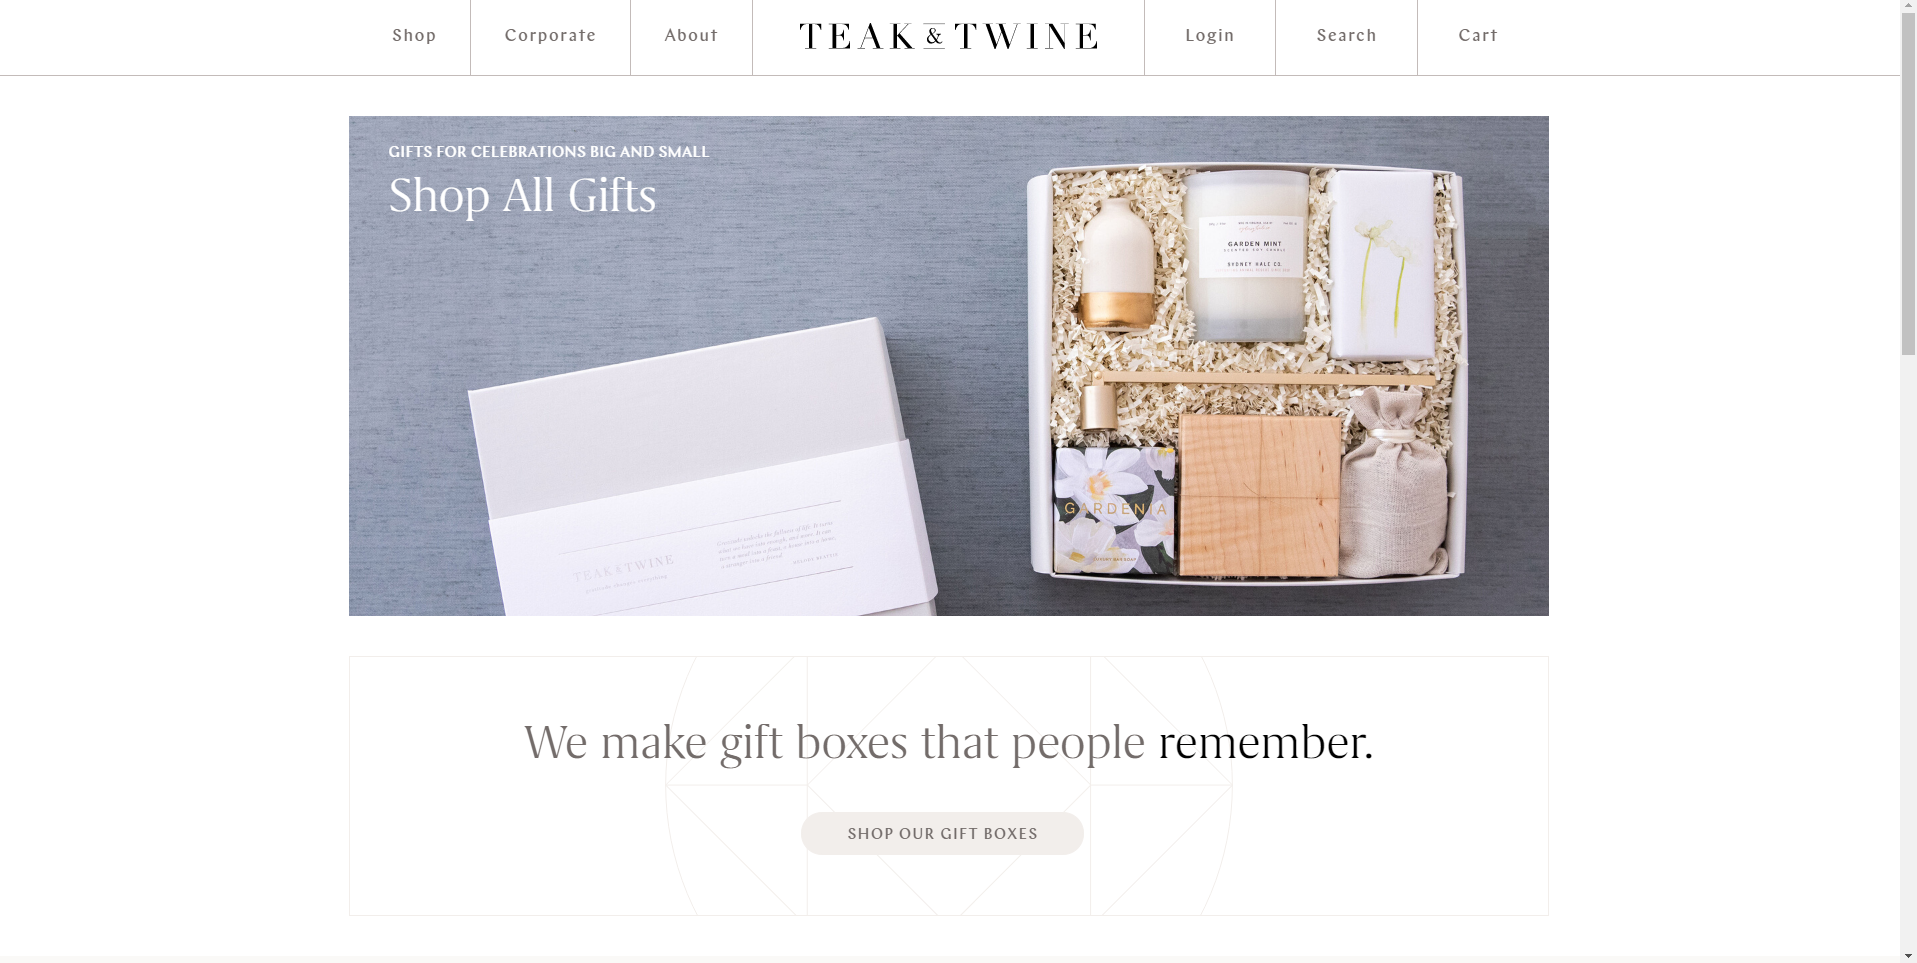 Shop
Corporate
About
TEAK & TWINE
Login
Search
Cart
GIFTS FOR CELEBRATIONS BIG AND SMALL
Shop All Gifts
GARDEN MINT
SYDNEY HALE CO.
GARDENIA
TEAK & TWINE
We make gift boxes that people remember.
SHOP OUR GIFT BOXES